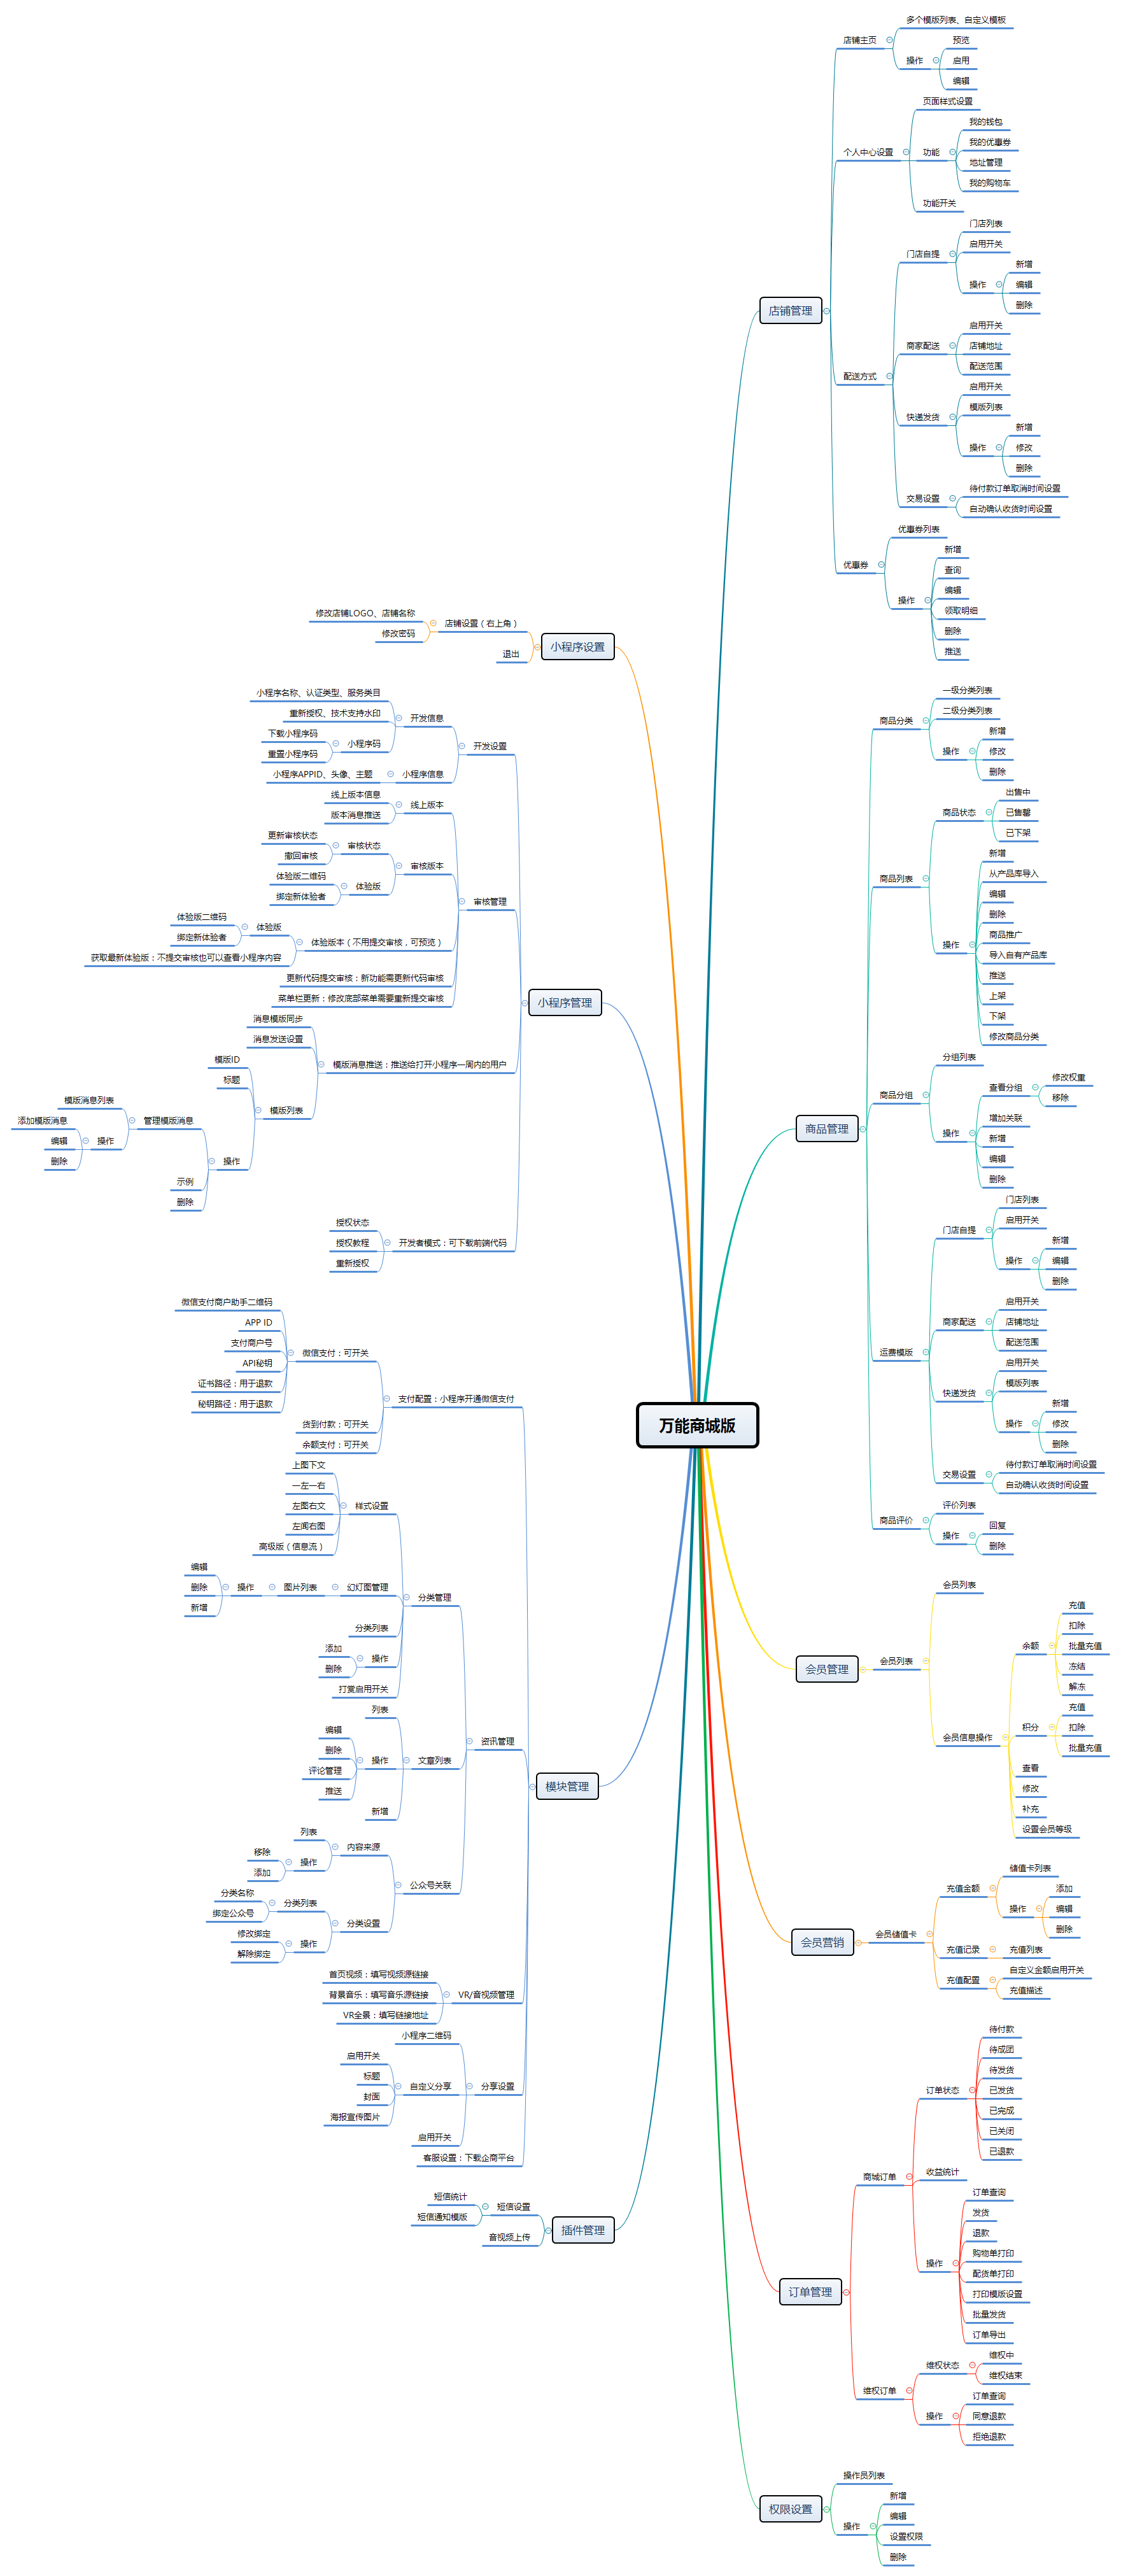 万能商城版
店铺管理
店铺主页
多个模版列表、自定义模板
操作
预览
启用
编辑
个人中心设置
页面样式设置
功能
我的钱包
我的优惠券
地址管理
我的购物车
功能开关
配送方式
门店自提
门店列表
启用开关
操作
新增
编辑
删除
商家配送
启用开关
店铺地址
配送范围
快递发货
启用开关
模版列表
操作
新增
修改
删除
交易设置
待付款订单取消时间设置
自动确认收货时间设置
优惠券
优惠券列表
操作
新增
查询
编辑
领取明细
删除
推送
商品管理
商品分类
一级分类列表
二级分类列表
操作
新增
修改
删除
商品列表
商品状态
出售中
已售罄
已下架
操作
新增
从产品库导入
编辑
删除
商品推广
导入自有产品库
推送
上架
下架
修改商品分类
商品分组
分组列表
操作
查看分组
修改权重
移除
增加关联
新增
编辑
删除
运费模版
门店自提
门店列表
启用开关
操作
新增
编辑
删除
商家配送
启用开关
店铺地址
配送范围
快递发货
启用开关
模版列表
操作
新增
修改
删除
交易设置
待付款订单取消时间设置
自动确认收货时间设置
商品评价
评价列表
操作
回复
删除
会员管理
会员列表
会员列表
会员信息操作
余额
充值
扣除
批量充值
冻结
解冻
积分
充值
扣除
批量充值
查看
修改
补充
设置会员等级
会员营销
会员储值卡
充值金额
储值卡列表
操作
添加
编辑
删除
充值记录
充值列表
充值配置
自定义金额启用开关
充值描述
订单管理
商城订单
订单状态
待付款
待成团
待发货
已发货
已完成
已关闭
已退款
收益统计
操作
订单查询
发货
退款
购物单打印
配货单打印
打印模版设置
批量发货
订单导出
维权订单
维权状态
维权中
维权结束
操作
订单查询
同意退款
拒绝退款
权限设置
操作员列表
操作
新增
编辑
设置权限
删除
小程序设置
店铺设置（右上角）
修改店铺LOGO、店铺名称
修改密码
退出
小程序管理
开发设置
开发信息
小程序名称、认证类型、服务类目
重新授权、技术支持水印
小程序码
下载小程序码
重置小程序码
小程序信息
小程序APPID、头像、主题
审核管理
线上版本
线上版本信息
版本消息推送
审核版本
审核状态
更新审核状态
撤回审核
体验版
体验版二维码
绑定新体验者
体验版本（不用提交审核，可预览）
体验版
体验版二维码
绑定新体验者
获取最新体验版：不提交审核也可以查看小程序内容
更新代码提交审核：新功能需更新代码审核
菜单栏更新：修改底部菜单需要重新提交审核
模版消息推送：推送给打开小程序一周内的用户
消息模版同步
消息发送设置
模版列表
模版ID
标题
操作
管理模版消息
模版消息列表
操作
添加模版消息
编辑
删除
示例
删除
开发者模式：可下载前端代码
授权状态
授权教程
重新授权
模块管理
支付配置：小程序开通微信支付
微信支付：可开关
微信支付商户助手二维码
APP ID
支付商户号
API秘钥
证书路径：用于退款
秘钥路径：用于退款
货到付款：可开关
余额支付：可开关
资讯管理
分类管理
样式设置
上图下文
一左一右
左图右文
左闻右图
高级版（信息流）
幻灯图管理
图片列表
操作
编辑
删除
新增
分类列表
操作
添加
删除
打赏启用开关
文章列表
列表
操作
编辑
删除
评论管理
推送
新增
公众号关联
内容来源
列表
操作
移除
添加
分类设置
分类列表
分类名称
绑定公众号
操作
修改绑定
解除绑定
VR/音视频管理
首页视频：填写视频源链接
背景音乐：填写音乐源链接
VR全景：填写链接地址
分享设置
小程序二维码
自定义分享
启用开关
标题
封面
海报宣传图片
启用开关
客服设置：下载企商平台
插件管理
短信设置
短信统计
短信通知模版
音视频上传